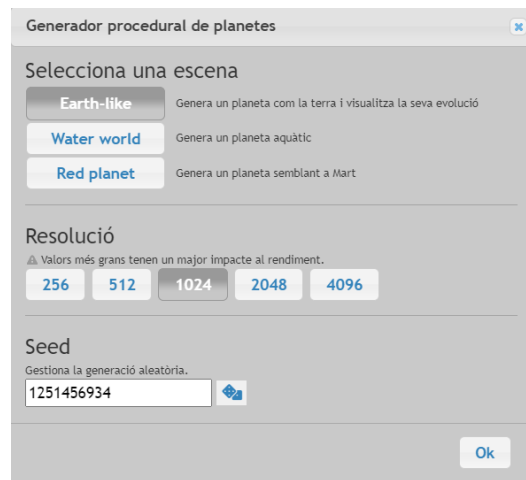 Generador procedural de planetes
Selecciona una escena
Earth-like Genera un planeta com la terra i visualitza la seva evolució
Water world Genera un planeta aquàtic
Red planet Genera un planeta semblant a Mart
Resolució
Valors més grans tenen un major impacte al rendiment.
256 512 1024 2048 4096
Seed
Gestiona la generació aleatòria.
1251456934
Ok